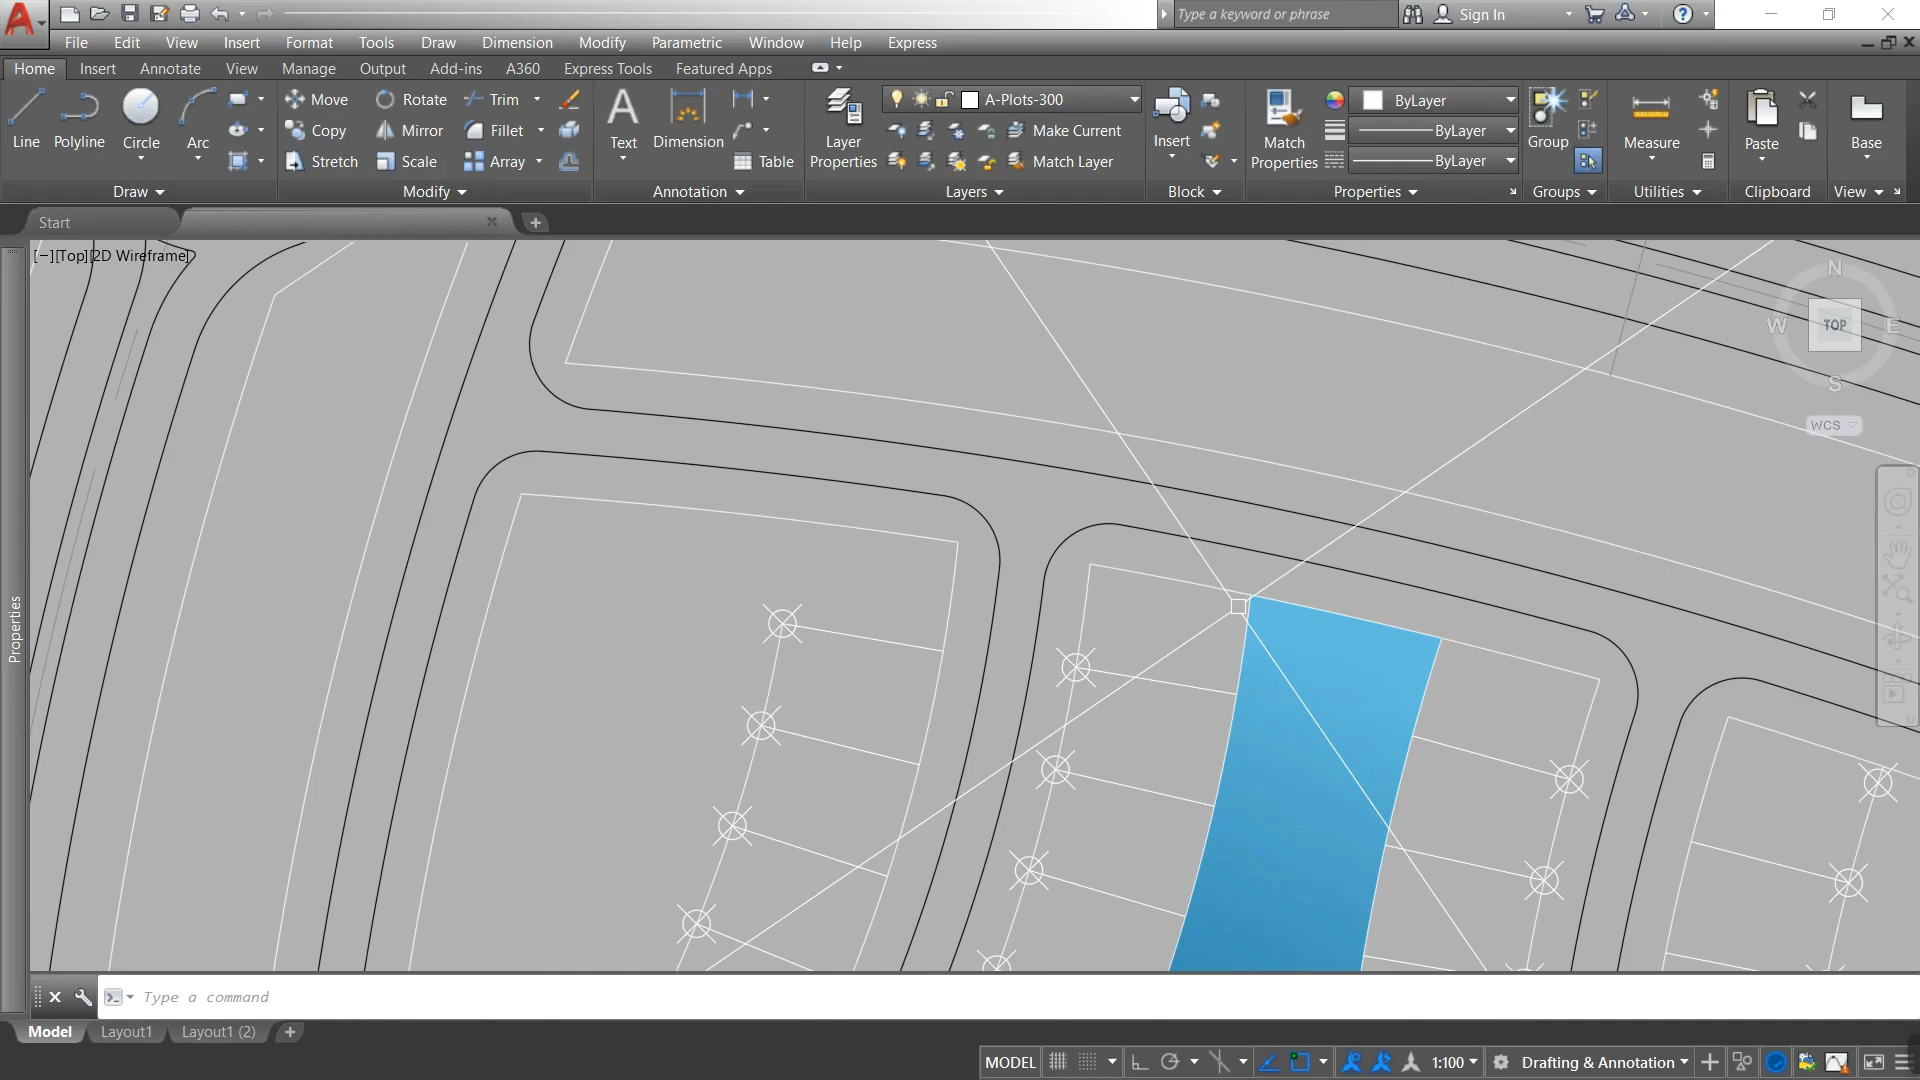 Type a keyword or phrase
Sign In
File Edit View Insert Format Tools Draw Dimension Modify Parametric Window Help Express
Home Insert Annotate View Manage Output Add-ins A360 Express Tools Featured Apps
Line Polyline Circle Arc
Move Rotate Trim
Copy Mirror Fillet
Stretch Scale Array
Text Dimension Table
Layer Properties
A-Plots-300
Make Current
Match Layer
Insert
Match Properties
ByLayer
ByLayer
ByLayer
Group
Measure
Paste
Base
Draw Modify Annotation Layers Block Properties Groups Utilities Clipboard View
Start
[−][Top][2D Wireframe]
N
W TOP E
S
WCS
Properties
Type a command
Model Layout1 Layout1 (2)
MODEL 1:100 Drafting & Annotation